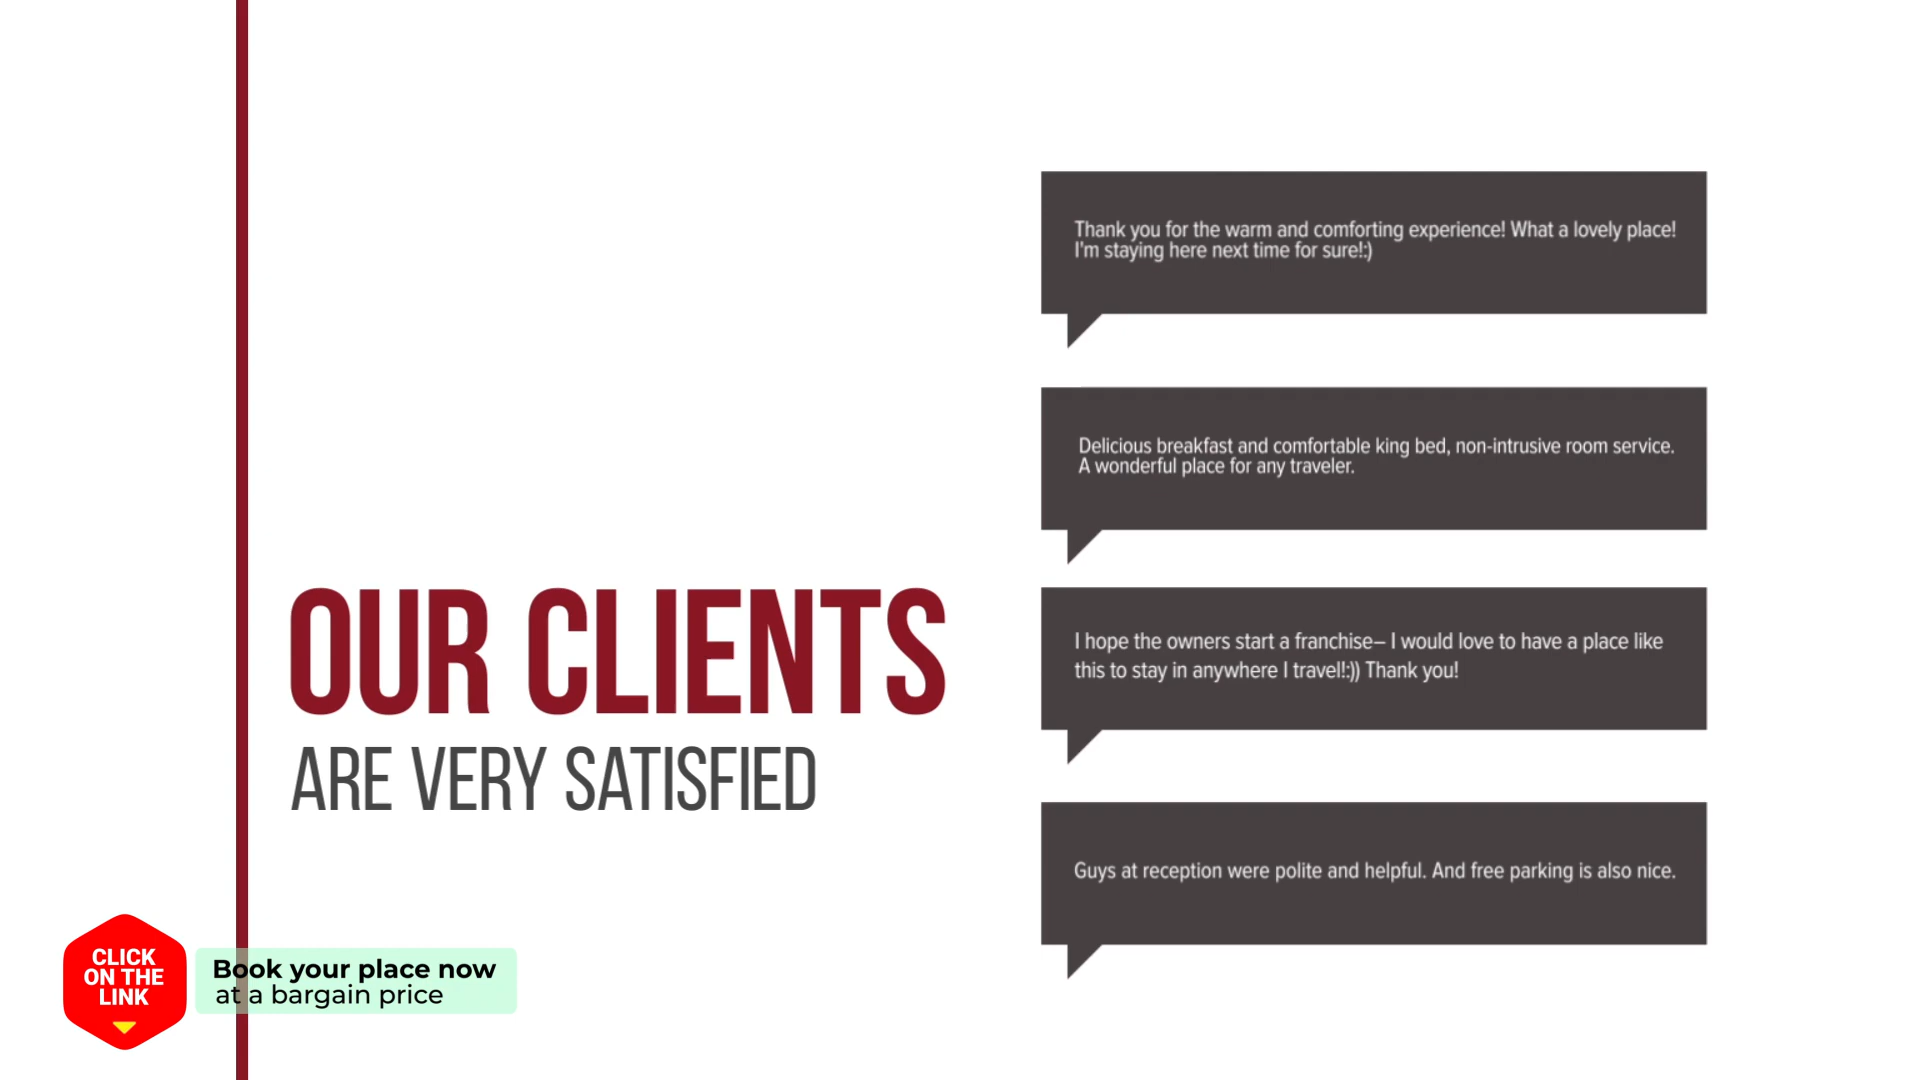 OUR CLIENTS
ARE VERY SATISFIED
Thank you for the warm and comforting experience! What a lovely place!
I'm staying here next time for sure!:)
Delicious breakfast and comfortable king bed, non-intrusive room service.
A wonderful place for any traveler.
I hope the owners start a franchise– I would love to have a place like
this to stay in anywhere I travel!:)) Thank you!
Guys at reception were polite and helpful. And free parking is also nice.
CLICK
ON THE
LINK
Book your place now
at a bargain price